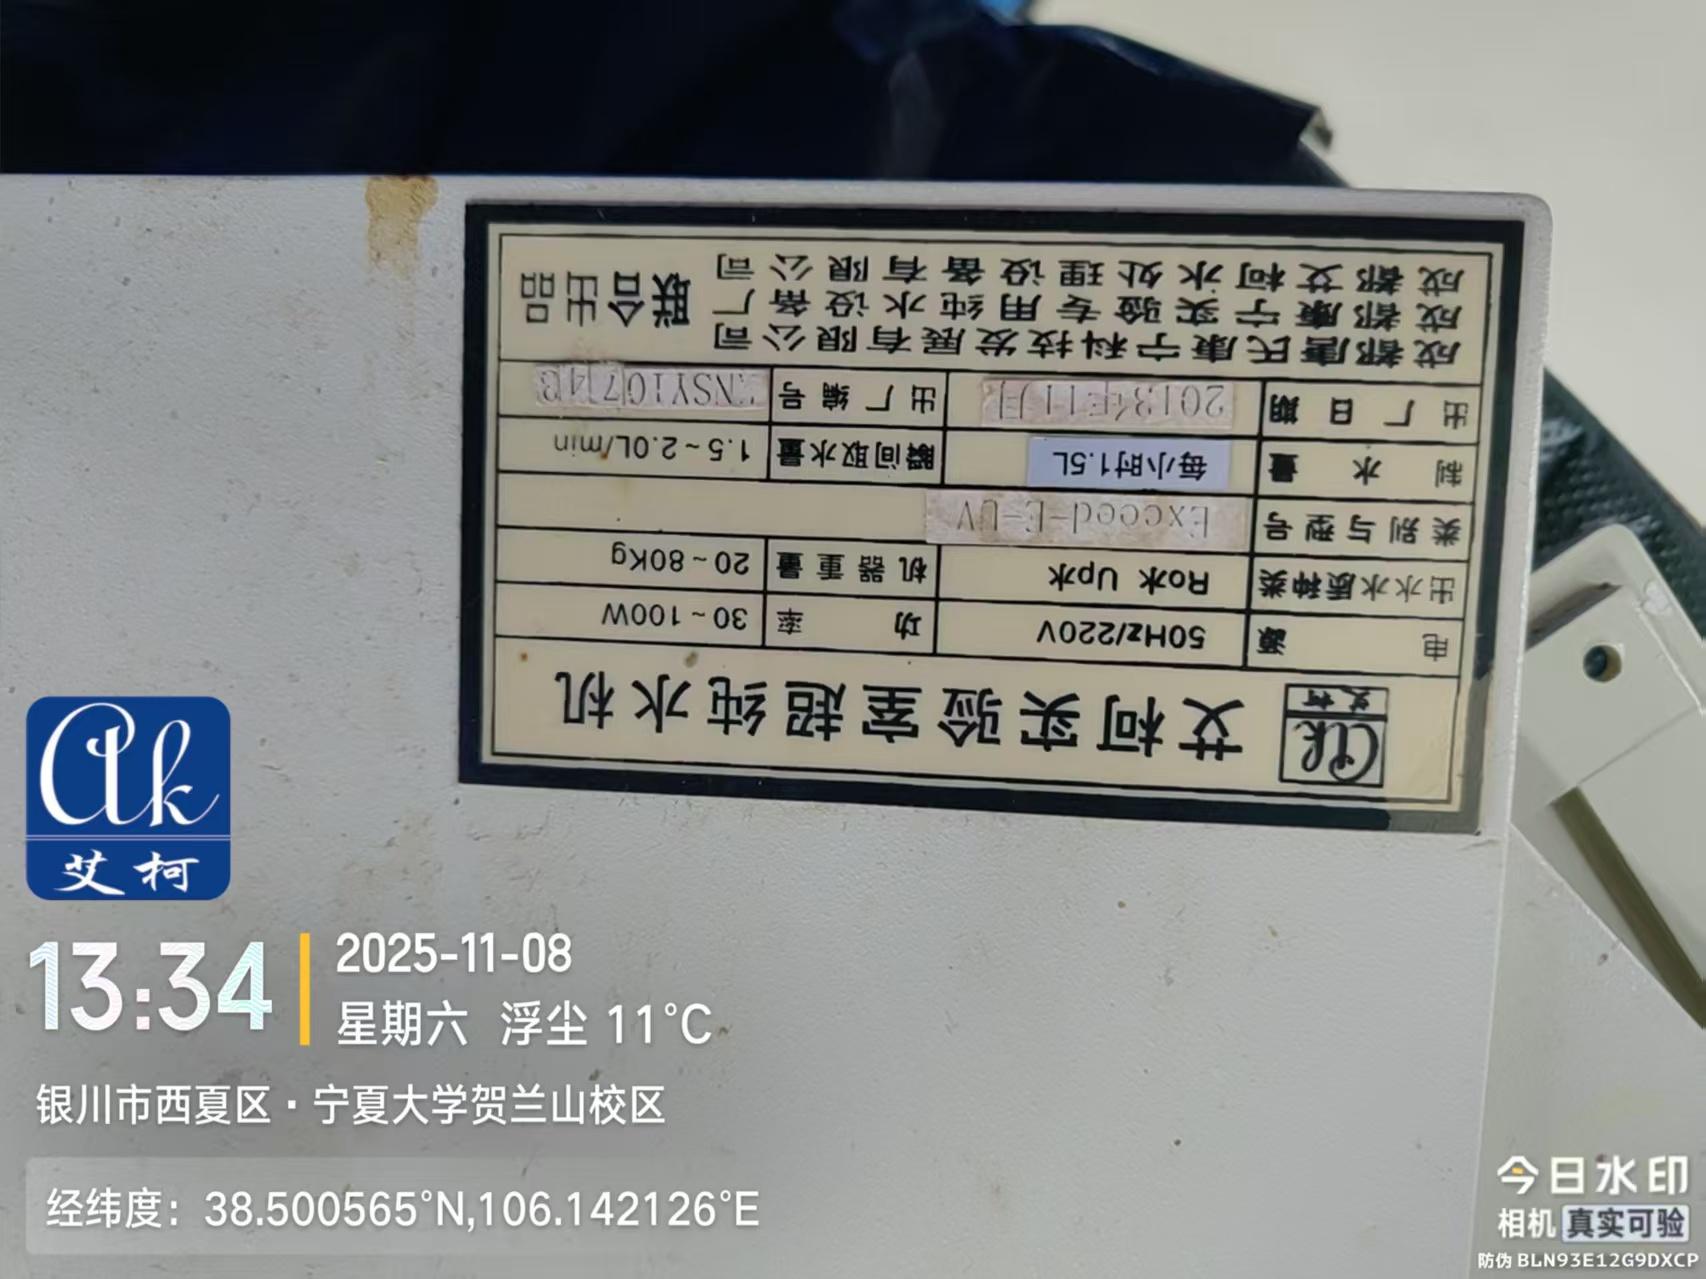 Ak 艾柯 艾柯实验室超纯水机
电源 50Hz/220V 功率 30~100W
出水水质种类 Ro水 Up水 机器重量 20~80Kg
类别与型号 Exceed-E-UV
制水量 每小时1.5L 瞬间取水量 1.5~2.0L/min
出厂日期 2013年11月 出厂编号
成都唐氏康宁科技发展有限公司
成都康宁实验专用纯水设备厂 联合出品
成都艾柯水处理设备有限公司
Ak
艾柯
13:34
2025-11-08
星期六 浮尘 11°C
银川市西夏区·宁夏大学贺兰山校区
经纬度：38.500565°N,106.142126°E
今日水印
相机 真实可验
防伪 BLN93E12G9DXCP